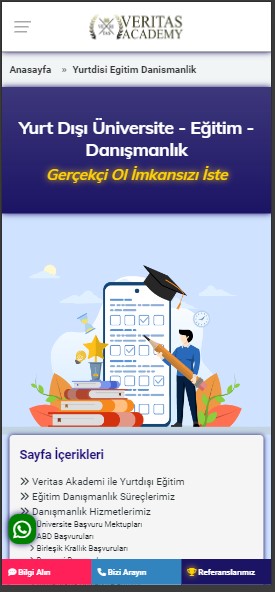 VERITAS
ACADEMY
Anasayfa » Yurtdisi Egitim Danismanlik
Yurt Dışı Üniversite - Eğitim -
Danışmanlık
Gerçekçi Ol İmkansızı İste
Sayfa İçerikleri
Veritas Akademi ile Yurtdışı Eğitim
Eğitim Danışmanlık Süreçlerimiz
Danışmanlık Hizmetlerimiz
Üniversite Başvuru Mektupları
ABD Başvuruları
Birleşik Krallık Başvuruları
Bilgi Alın Bizi Arayın Referanslarımız